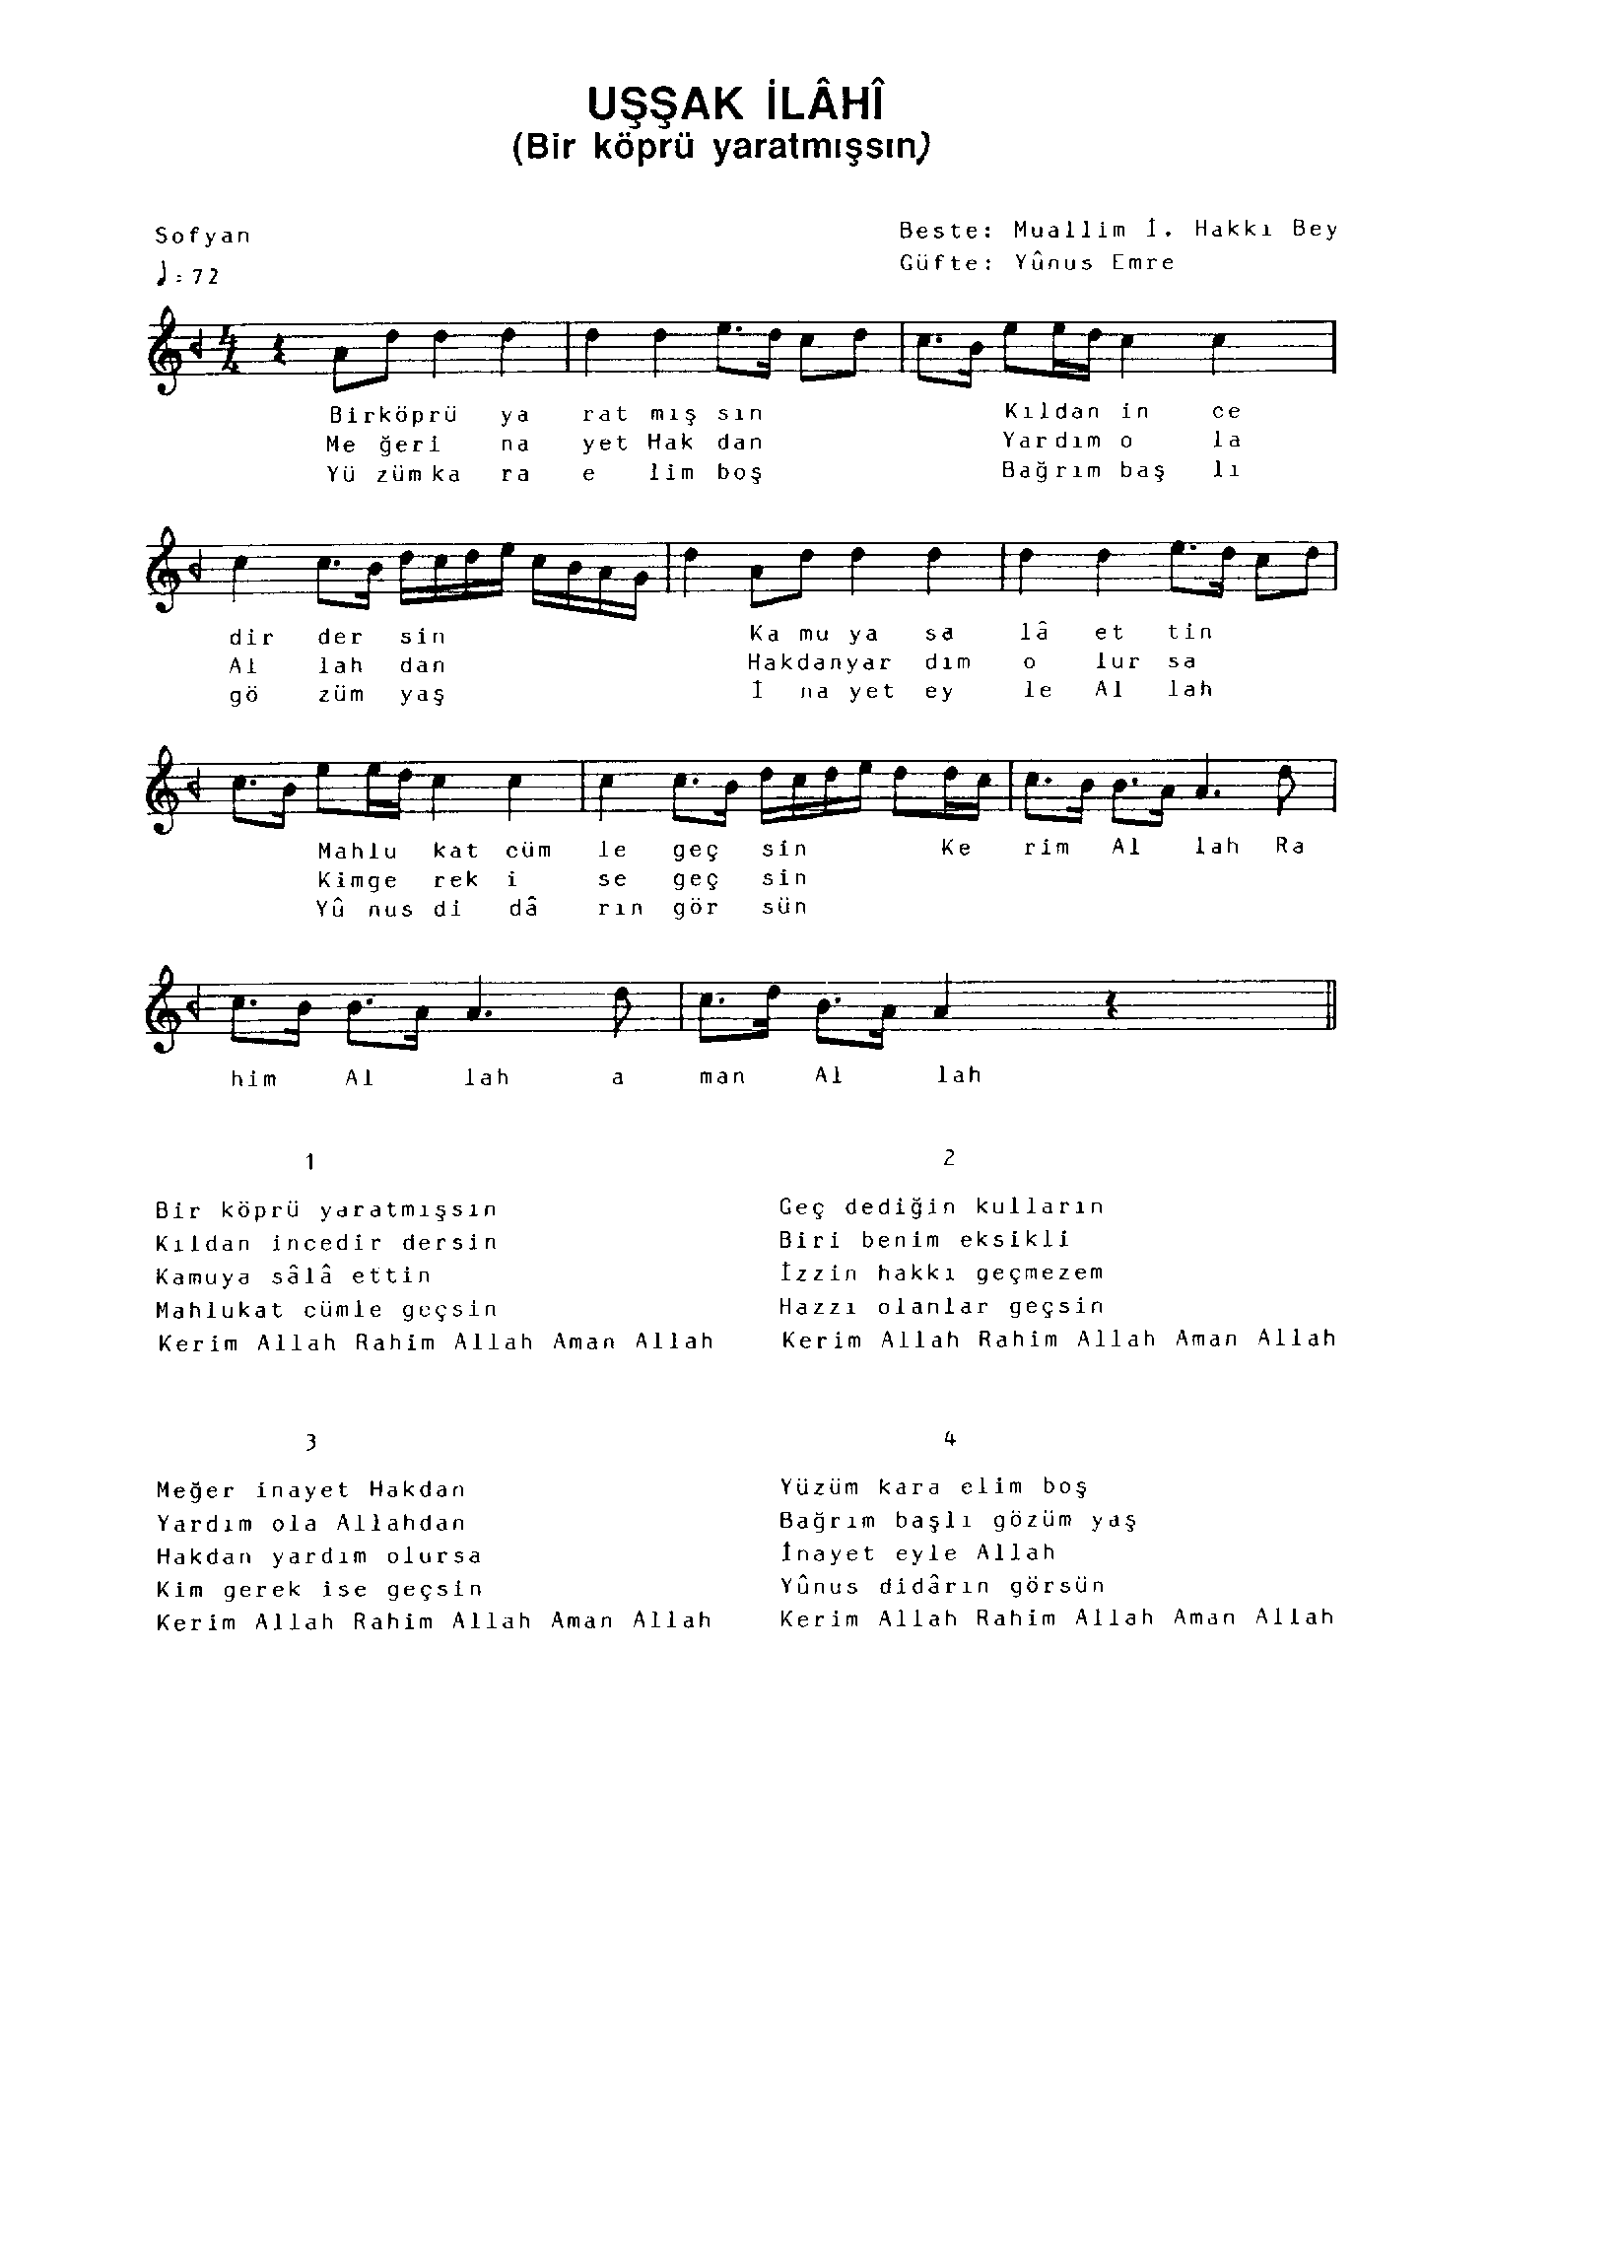 UŞŞAK İLÂHÎ
(Bir köprü yaratmışsın)
Sofyan
Beste: Muallim İ. Hakkı Bey
♩=72
Güfte: Yûnus Emre
4/4
Birköprü ya rat mış sın Kıldan in ce
Me ğeri na yet Hak dan Yardım o la
Yü zümka ra e lim boş Bağrım baş lı
dir der sin Ka mu ya sa lâ et tin
Al lah dan Hakdanyar dım o lur sa
gö züm yaş İ na yet ey le Al lah
Mahlu kat cüm le geç sin Ke rim Al lah Ra
Kimge rek i se geç sin
Yû nus di dâ rın gör sün
him Al lah a man Al lah
1
Bir köprü yaratmışsın
Kıldan incedir dersin
Kamuya sâlâ ettin
Mahlukat cümle geçsin
Kerim Allah Rahim Allah Aman Allah
2
Geç dediğin kulların
Biri benim eksikli
İzzin hakkı geçmezem
Hazzı olanlar geçsin
Kerim Allah Rahim Allah Aman Allah
3
Meğer inayet Hakdan
Yardım ola Allahdan
Hakdan yardım olursa
Kim gerek ise geçsin
Kerim Allah Rahim Allah Aman Allah
4
Yüzüm kara elim boş
Bağrım başlı gözüm yaş
İnayet eyle Allah
Yûnus didârın görsün
Kerim Allah Rahim Allah Aman Allah